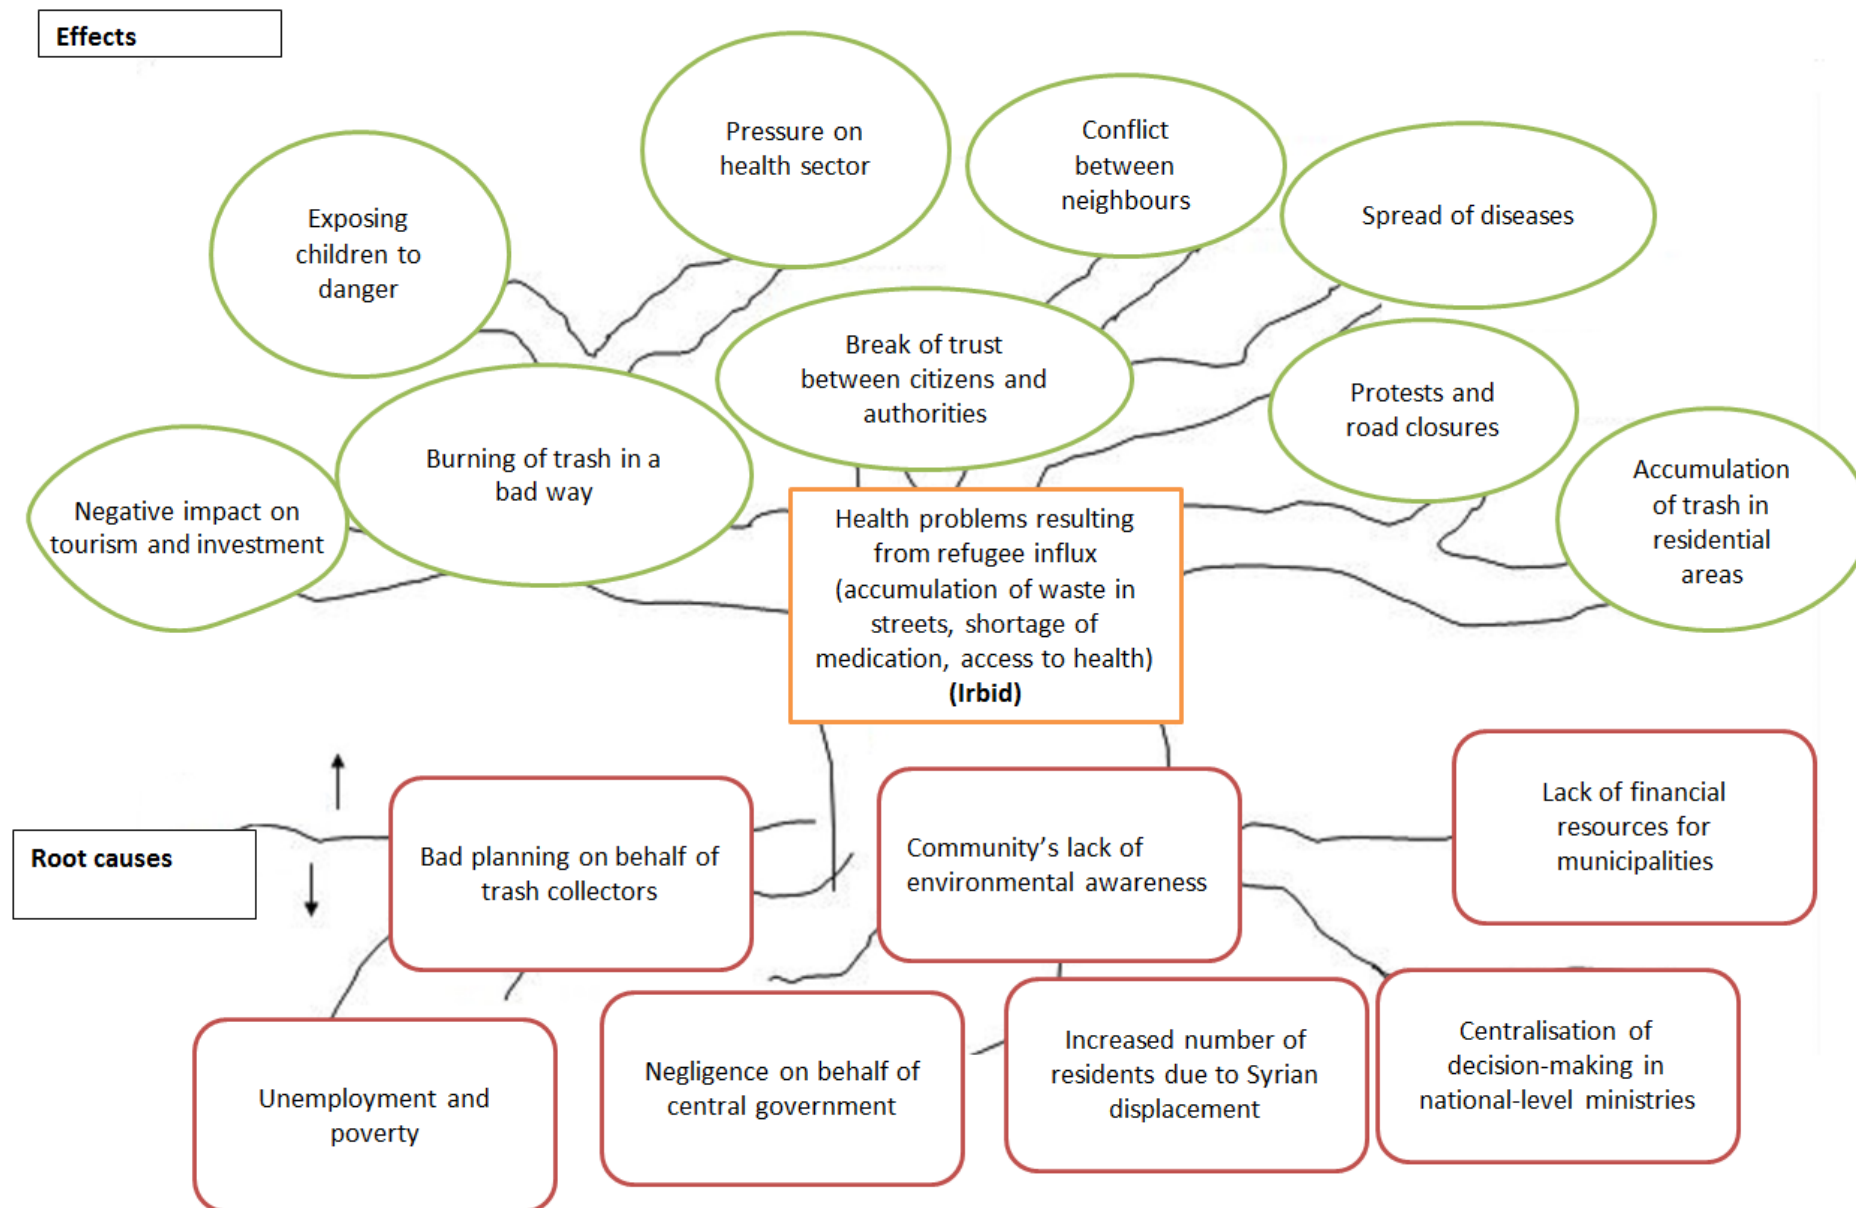 Effects
Pressure on
health sector
Conflict
between
neighbours
Spread of diseases
Exposing
children to
danger
Break of trust
between citizens and
authorities
Protests and
road closures
Burning of trash in a
bad way
Accumulation
of trash in
residential
areas
Negative impact on
tourism and investment
Health problems resulting
from refugee influx
(accumulation of waste in
streets, shortage of
medication, access to health)
(Irbid)
Root causes
Bad planning on behalf of
trash collectors
Community’s lack of
environmental awareness
Lack of financial
resources for
municipalities
Unemployment and
poverty
Negligence on behalf of
central government
Increased number of
residents due to Syrian
displacement
Centralisation of
decision-making in
national-level ministries